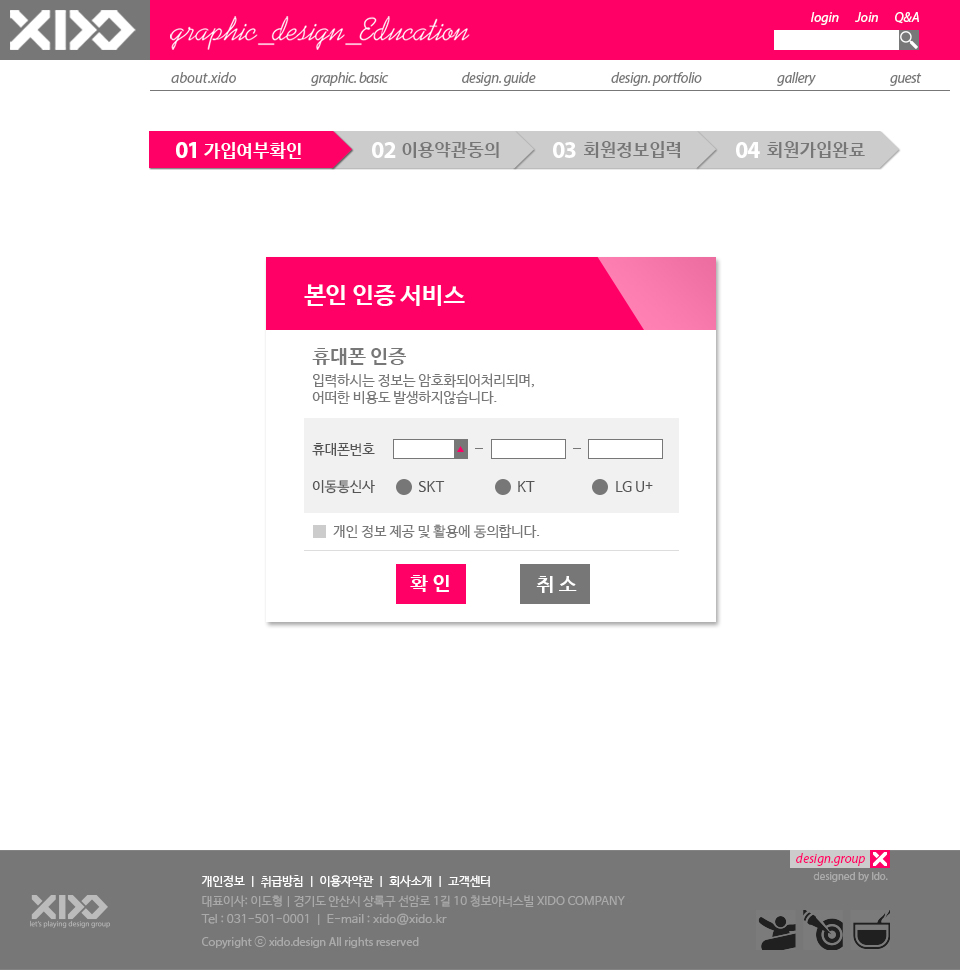 XIDO
graphic_design_Education
login Join Q&A
about.xido graphic. basic design. guide design. portfolio gallery guest
01 가입여부확인 02 이용약관동의 03 회원정보입력 04 회원가입완료
본인 인증 서비스
휴대폰 인증
입력하시는 정보는 암호화되어처리되며,
어떠한 비용도 발생하지않습니다.
휴대폰번호 – –
이동통신사 SKT KT LG U+
개인 정보 제공 및 활용에 동의합니다.
확 인 취 소
design.group X
designed by Ido.
개인정보 | 취급방침 | 이용자약관 | 회사소개 | 고객센터
대표이사: 이도형 | 경기도 안산시 상록구 선암로 1길 10 청보아너스빌 XIDO COMPANY
Tel : 031-501-0001 | E-mail : xido@xido.kr
Copyright ⓒ xido.design All rights reserved
XIDO
let's playing design group